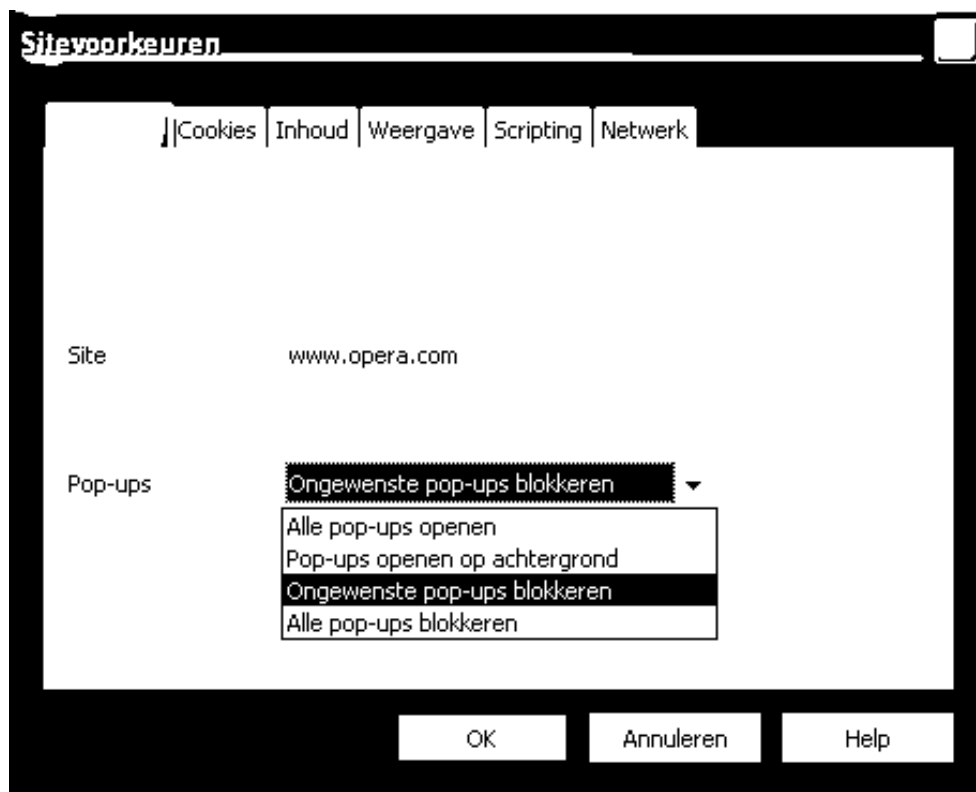 Sitevoorkeuren
Cookies Inhoud Weergave Scripting Netwerk
Site www.opera.com
Pop-ups Ongewenste pop-ups blokkeren
Alle pop-ups openen
Pop-ups openen op achtergrond
Ongewenste pop-ups blokkeren
Alle pop-ups blokkeren
OK Annuleren Help